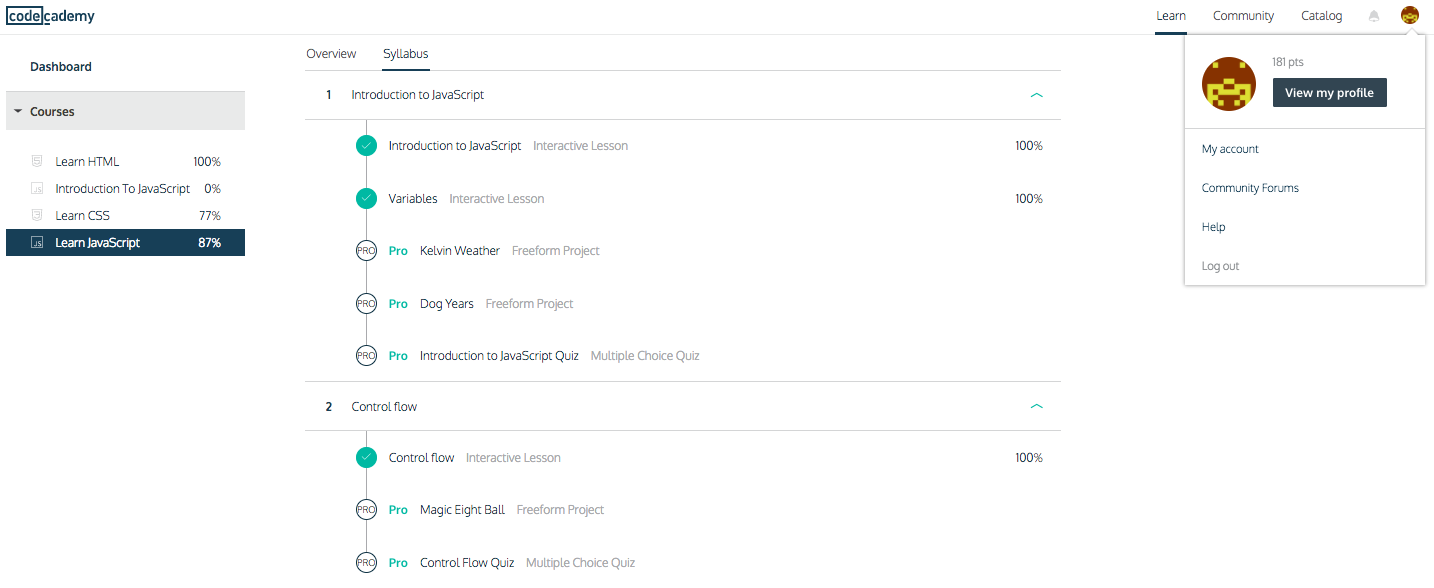 codecademy
Learn Community Catalog
Dashboard
Courses
Learn HTML 100%
Introduction To JavaScript 0%
Learn CSS 77%
Learn JavaScript 87%
Overview Syllabus
1 Introduction to JavaScript
Introduction to JavaScript Interactive Lesson 100%
Variables Interactive Lesson 100%
PRO Pro Kelvin Weather Freeform Project
PRO Pro Dog Years Freeform Project
PRO Pro Introduction to JavaScript Quiz Multiple Choice Quiz
2 Control flow
Control flow Interactive Lesson 100%
PRO Pro Magic Eight Ball Freeform Project
PRO Pro Control Flow Quiz Multiple Choice Quiz
181 pts
View my profile
My account
Community Forums
Help
Log out